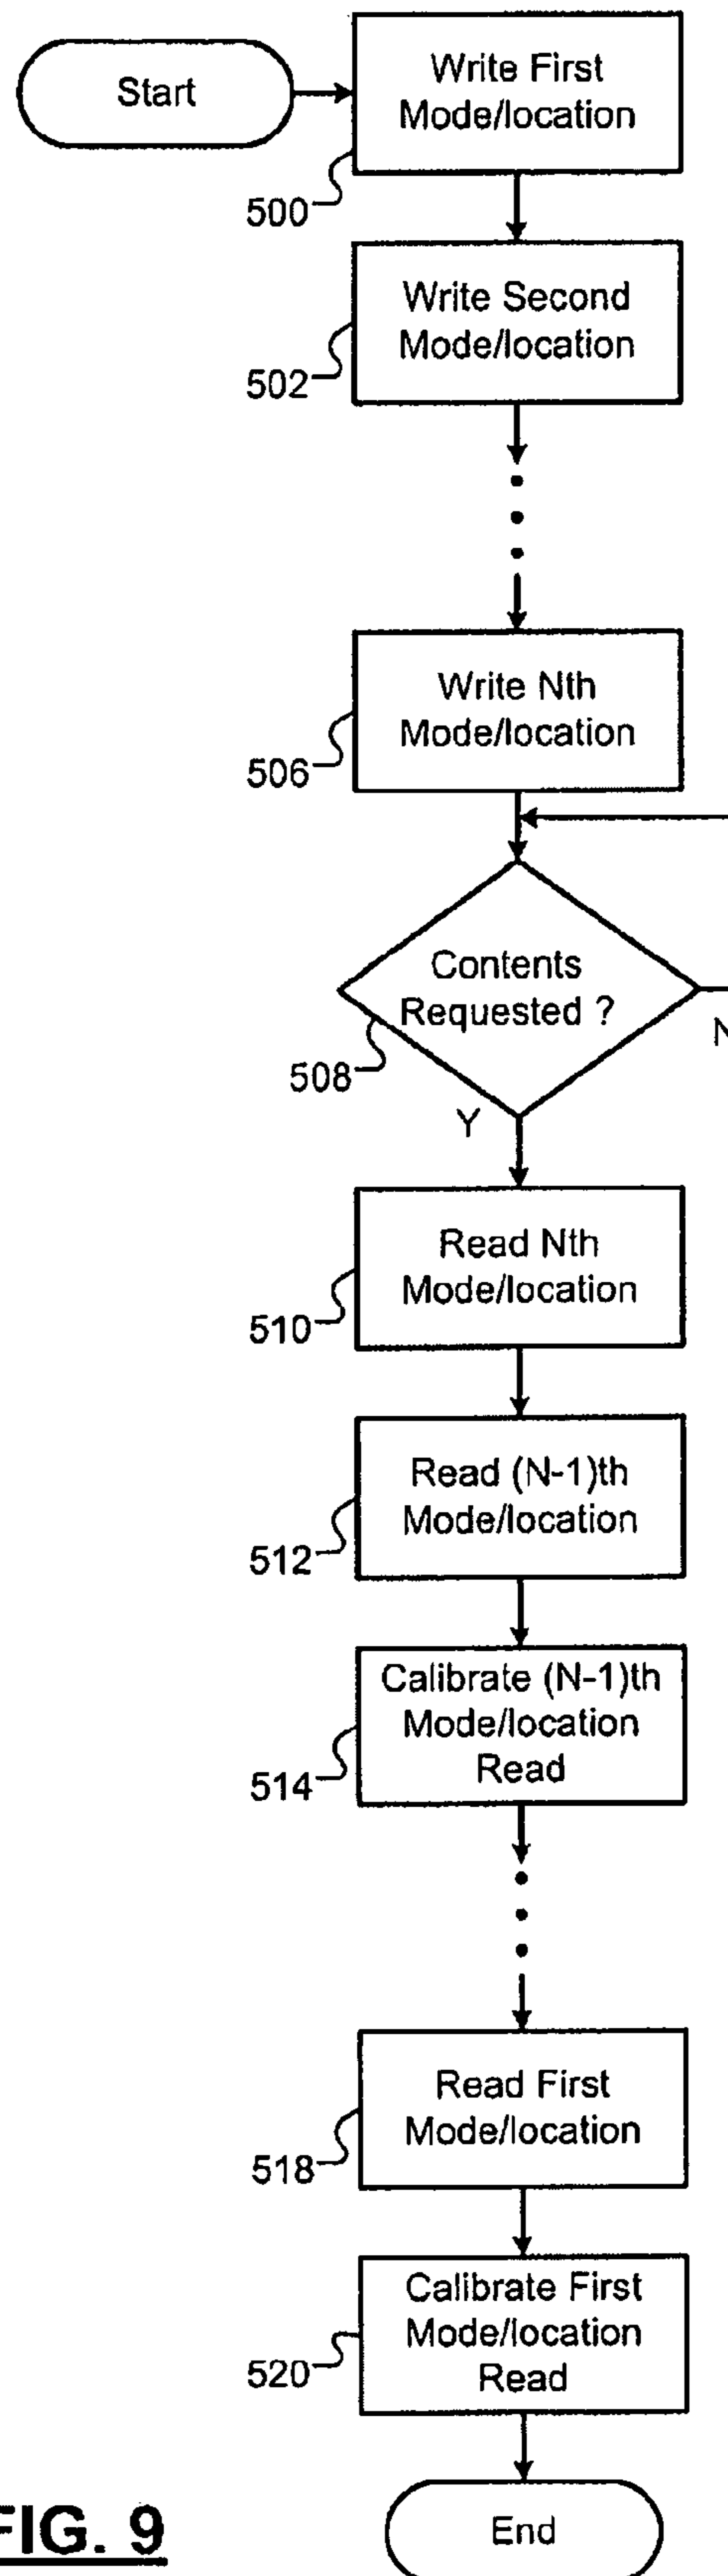 Start
Write First
Mode/location
500
Write Second
Mode/location
502
Write Nth
Mode/location
506
Contents
Requested ?
508
N
Y
Read Nth
Mode/location
510
Read (N-1)th
Mode/location
512
Calibrate (N-1)th
Mode/location
Read
514
Read First
Mode/location
518
Calibrate First
Mode/location
Read
520
End
FIG. 9